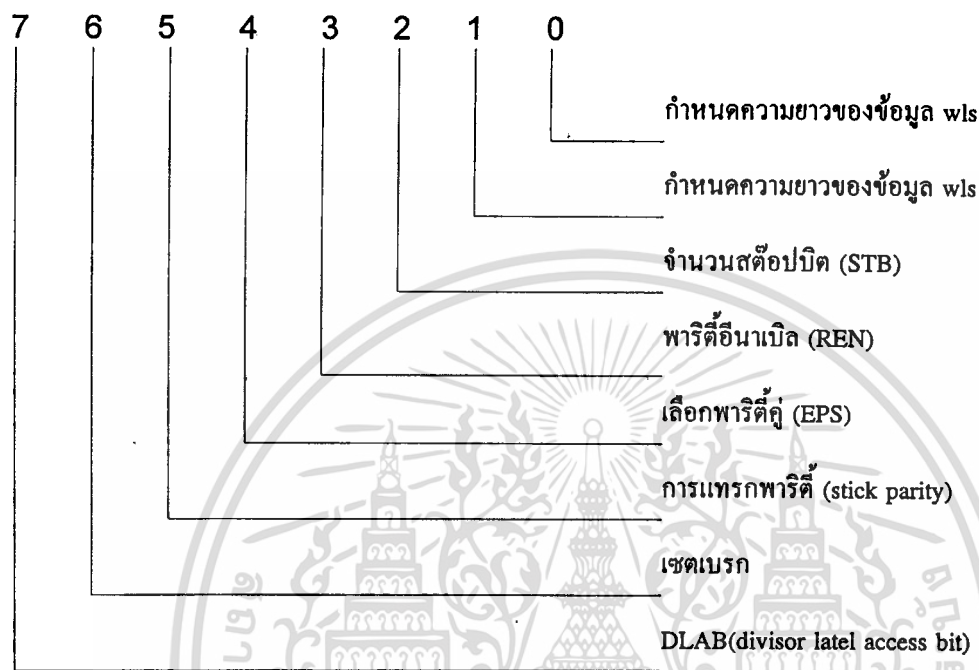 7 6 5 4 3 2 1 0
กำหนดความยาวของข้อมูล wls
กำหนดความยาวของข้อมูล wls
จำนวนสต๊อปบิต (STB)
พาริตี้อีนาเบิล (REN)
เลือกพาริตี้คู่ (EPS)
การแทรกพาริตี้ (stick parity)
เซตเบรก
DLAB(divisor latel access bit)